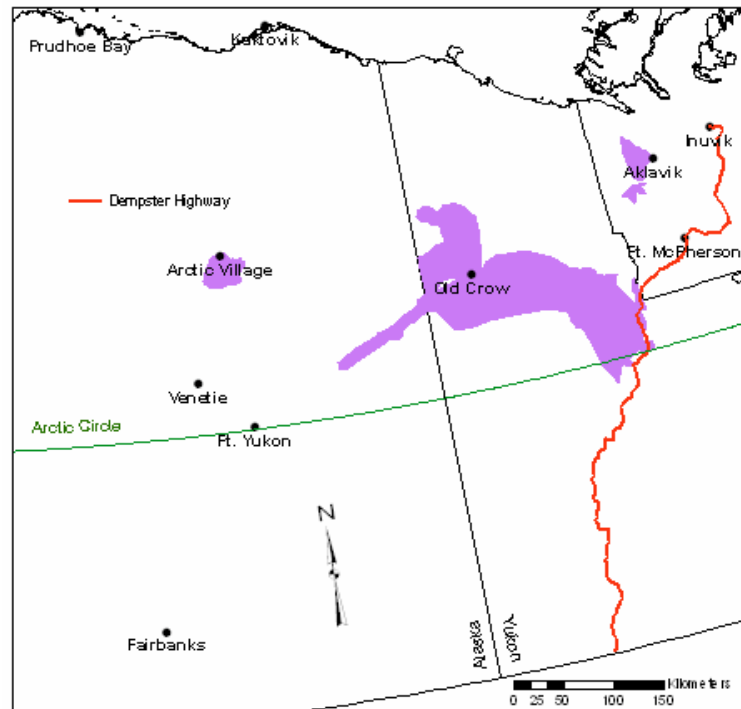 Prudhoe Bay
Kaktovik
Inuvik
Aklavik
Dempster Highway
Ft. McPherson
Arctic Village
Old Crow
Venetie
Arctic Circle
Ft. Yukon
N
Fairbanks
Alaska
Yukon
Kilometers
0 25 50 100 150